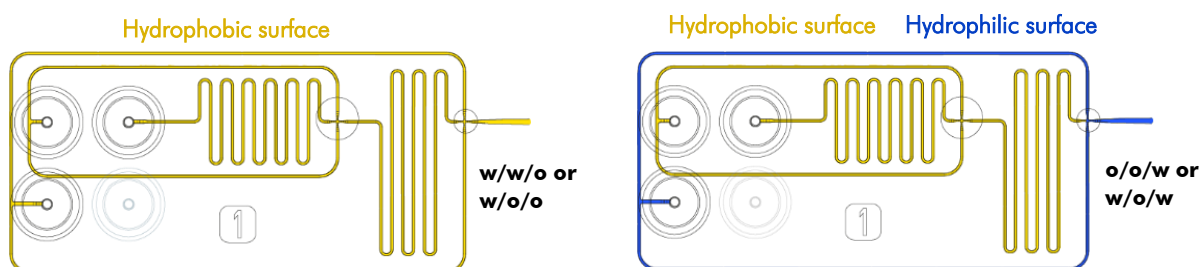 Hydrophobic surface
w/w/o or
w/o/o
1
Hydrophobic surface Hydrophilic surface
o/o/w or
w/o/w
1